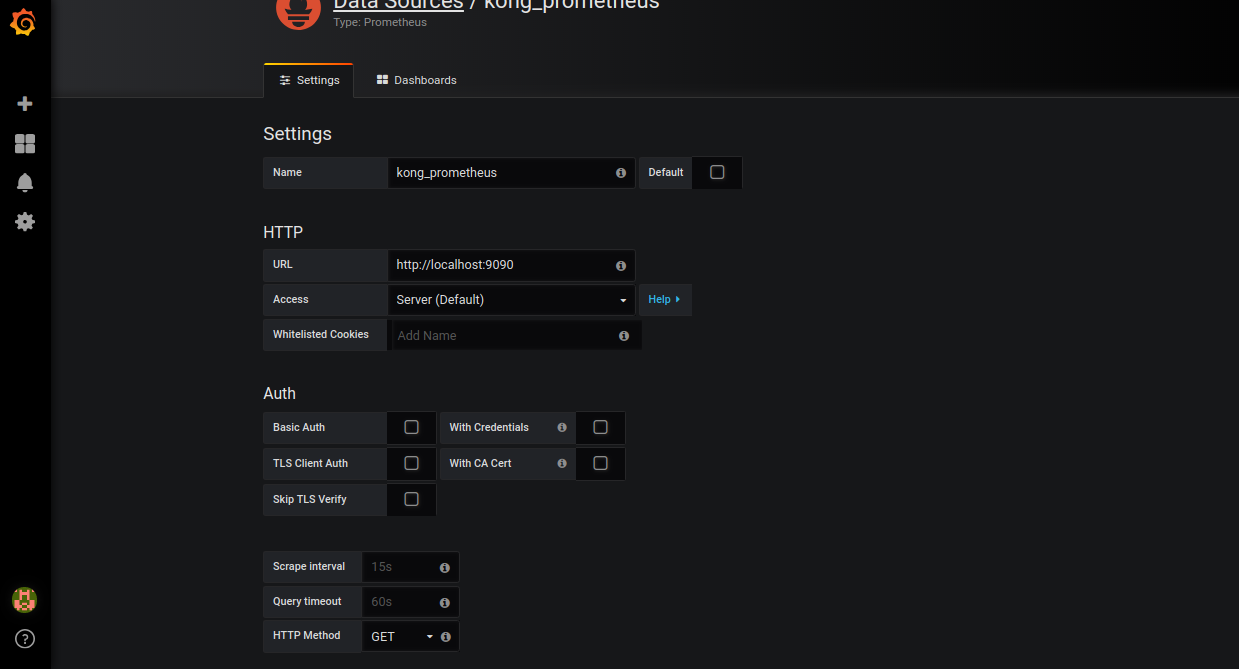 Data Sources / kong_prometheus
Type: Prometheus
Settings
Dashboards
Settings
Name
kong_prometheus
Default
HTTP
URL
http://localhost:9090
Access
Server (Default)
Help
Whitelisted Cookies
Add Name
Auth
Basic Auth
With Credentials
TLS Client Auth
With CA Cert
Skip TLS Verify
Scrape interval
15s
Query timeout
60s
HTTP Method
GET